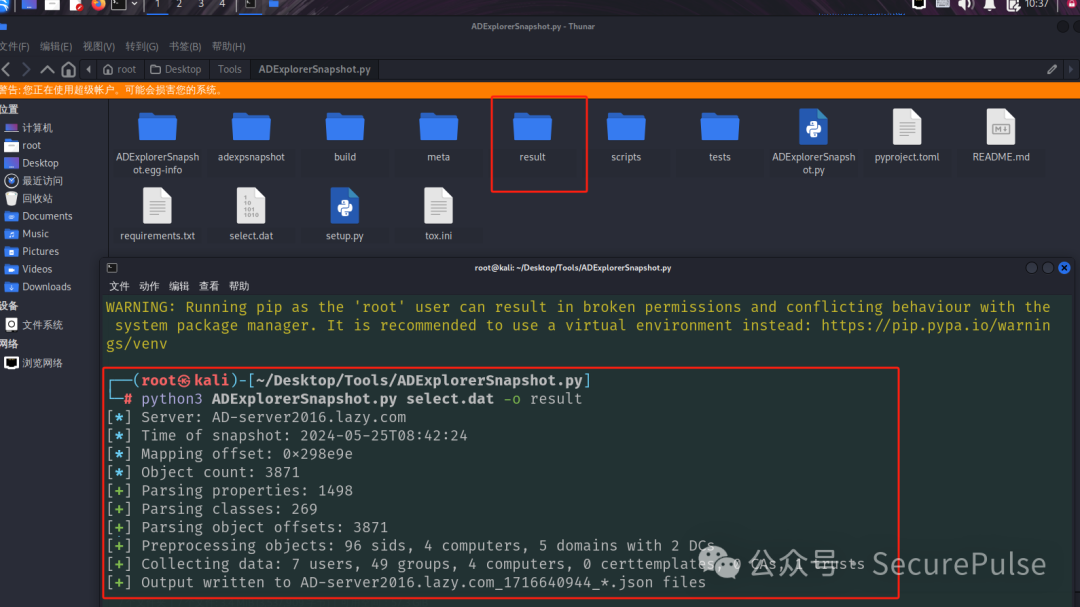 1 2 3 4 10:37
ADExplorerSnapshot.py - Thunar
文件(F) 编辑(E) 视图(V) 转到(G) 书签(B) 帮助(H)
root Desktop Tools ADExplorerSnapshot.py
警告: 您正在使用超级帐户。可能会损害您的系统。
位置
计算机
root
Desktop
最近访问
回收站
Documents
Music
Pictures
Videos
Downloads
设备
文件系统
网络
浏览网络
ADExplorerSnapsh
ot.egg-info
adexpsnapshot
build
meta
result
scripts
tests
ADExplorerSnapsh
ot.py
pyproject.toml
README.md
requirements.txt
select.dat
setup.py
tox.ini
root@kali: ~/Desktop/Tools/ADExplorerSnapshot.py
文件 动作 编辑 查看 帮助
WARNING: Running pip as the 'root' user can result in broken permissions and conflicting behaviour with the
system package manager. It is recommended to use a virtual environment instead: https://pip.pypa.io/warnin
gs/venv
┌──(root㉿kali)-[~/Desktop/Tools/ADExplorerSnapshot.py]
└─# python3 ADExplorerSnapshot.py select.dat -o result
[*] Server: AD-server2016.lazy.com
[*] Time of snapshot: 2024-05-25T08:42:24
[*] Mapping offset: 0×298e9e
[*] Object count: 3871
[+] Parsing properties: 1498
[+] Parsing classes: 269
[+] Parsing object offsets: 3871
[+] Preprocessing objects: 96 sids, 4 computers, 5 domains with 2 DCs
[+] Collecting data: 7 users, 49 groups, 4 computers, 0 certtemplates, 0 CAs, 1 trusts
[+] Output written to AD-server2016.lazy.com_1716640944_*.json files
公众号 · SecurePulse